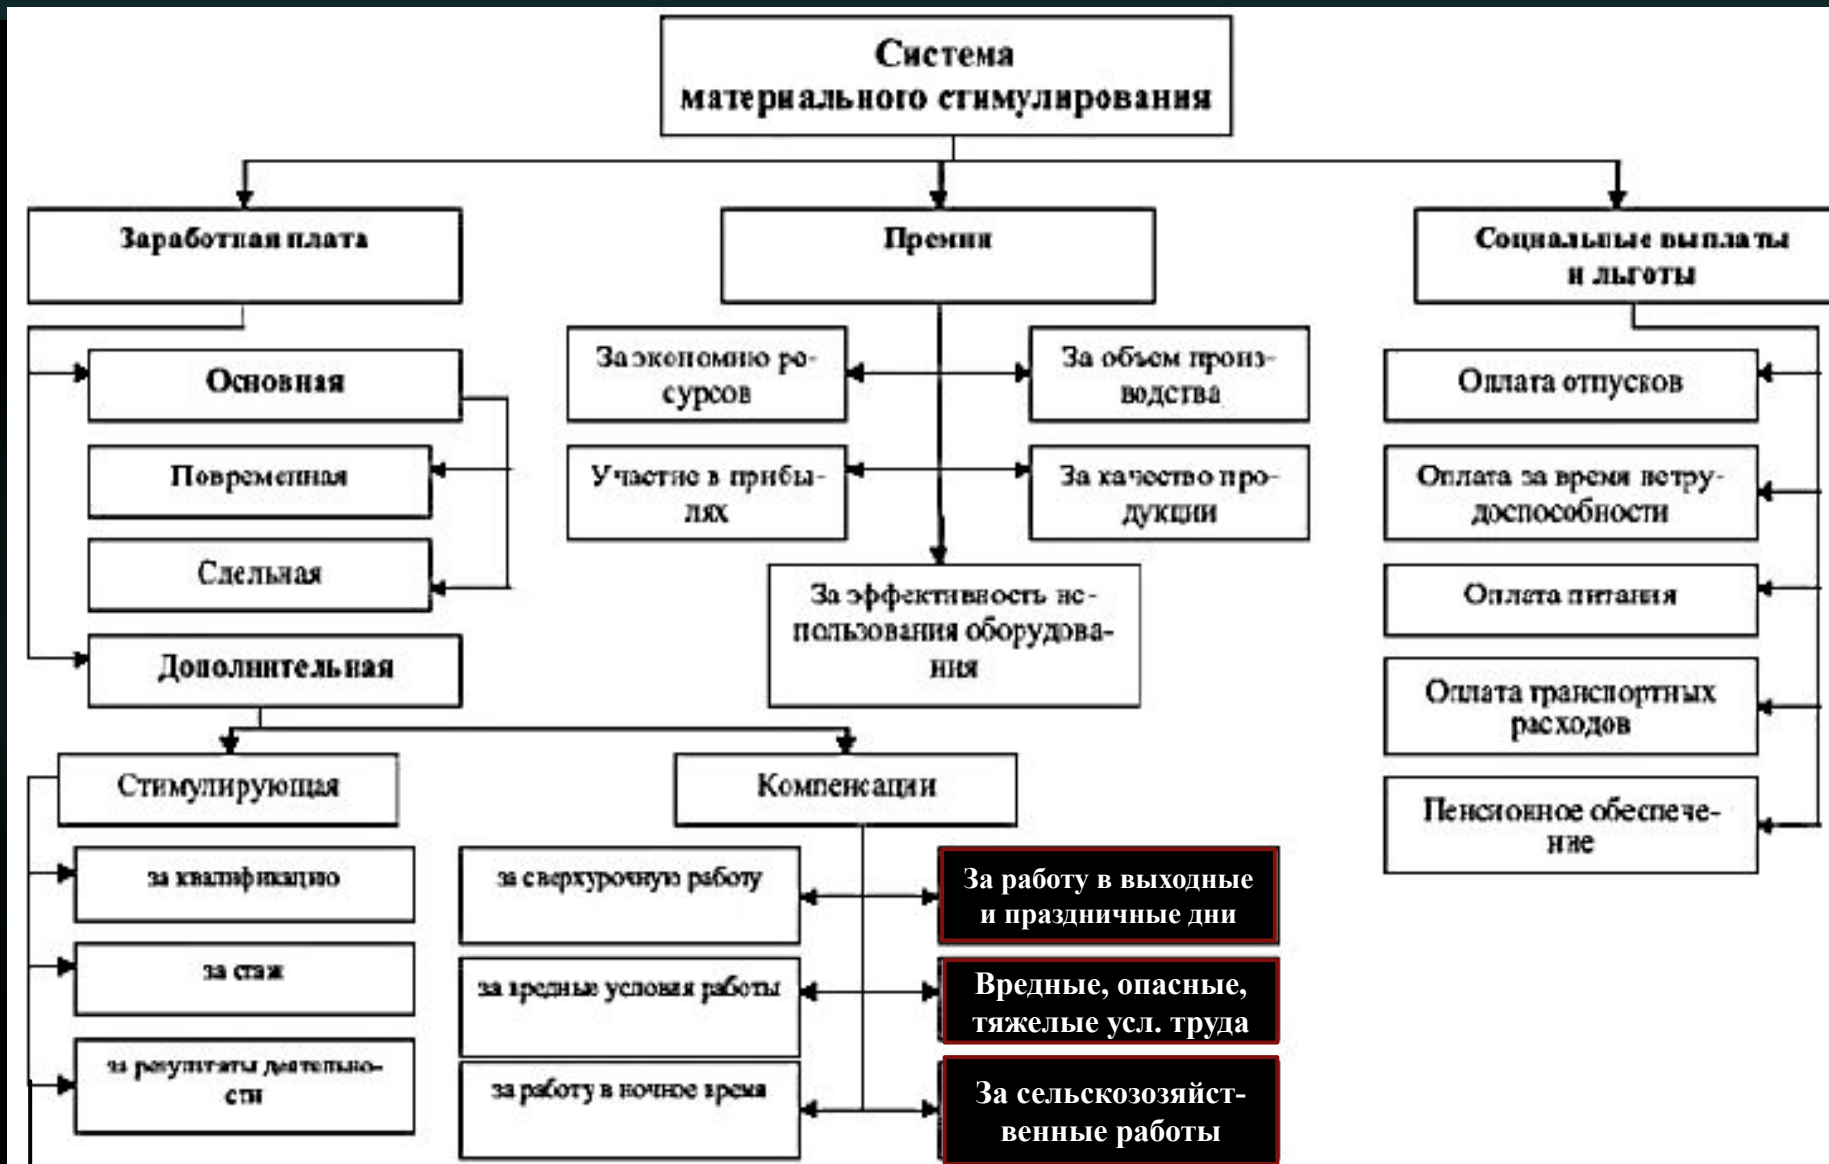 Система
материального стимулирования
Заработная плата
Премии
Социальные выплаты
и льготы
Основная
Повременная
Сдельная
Дополнительная
За экономию ре-
сурсов
За объем произ-
водства
Участие в прибы-
лях
За качество про-
дукции
За эффективность ис-
пользования оборудова-
ния
Оплата отпусков
Оплата за время нетру-
доспособности
Оплата питания
Оплата транспортных
расходов
Пенсионное обеспече-
ние
Стимулирующая
Компенсации
за квалификацию
за стаж
за результаты деятельно-
сти
за сверхурочную работу
За работу в выходные
и праздничные дни
за вредные условия работы
Вредные, опасные,
тяжелые усл. труда
за работу в ночное время
За сельскозозяйст-
венные работы